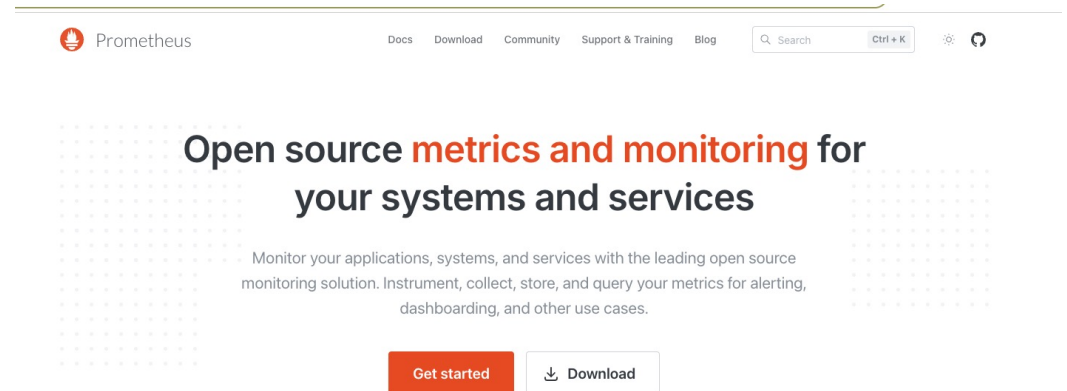 Prometheus
Docs Download Community Support & Training Blog Search Ctrl + K
Open source metrics and monitoring for
your systems and services
Monitor your applications, systems, and services with the leading open source
monitoring solution. Instrument, collect, store, and query your metrics for alerting,
dashboarding, and other use cases.
Get started Download